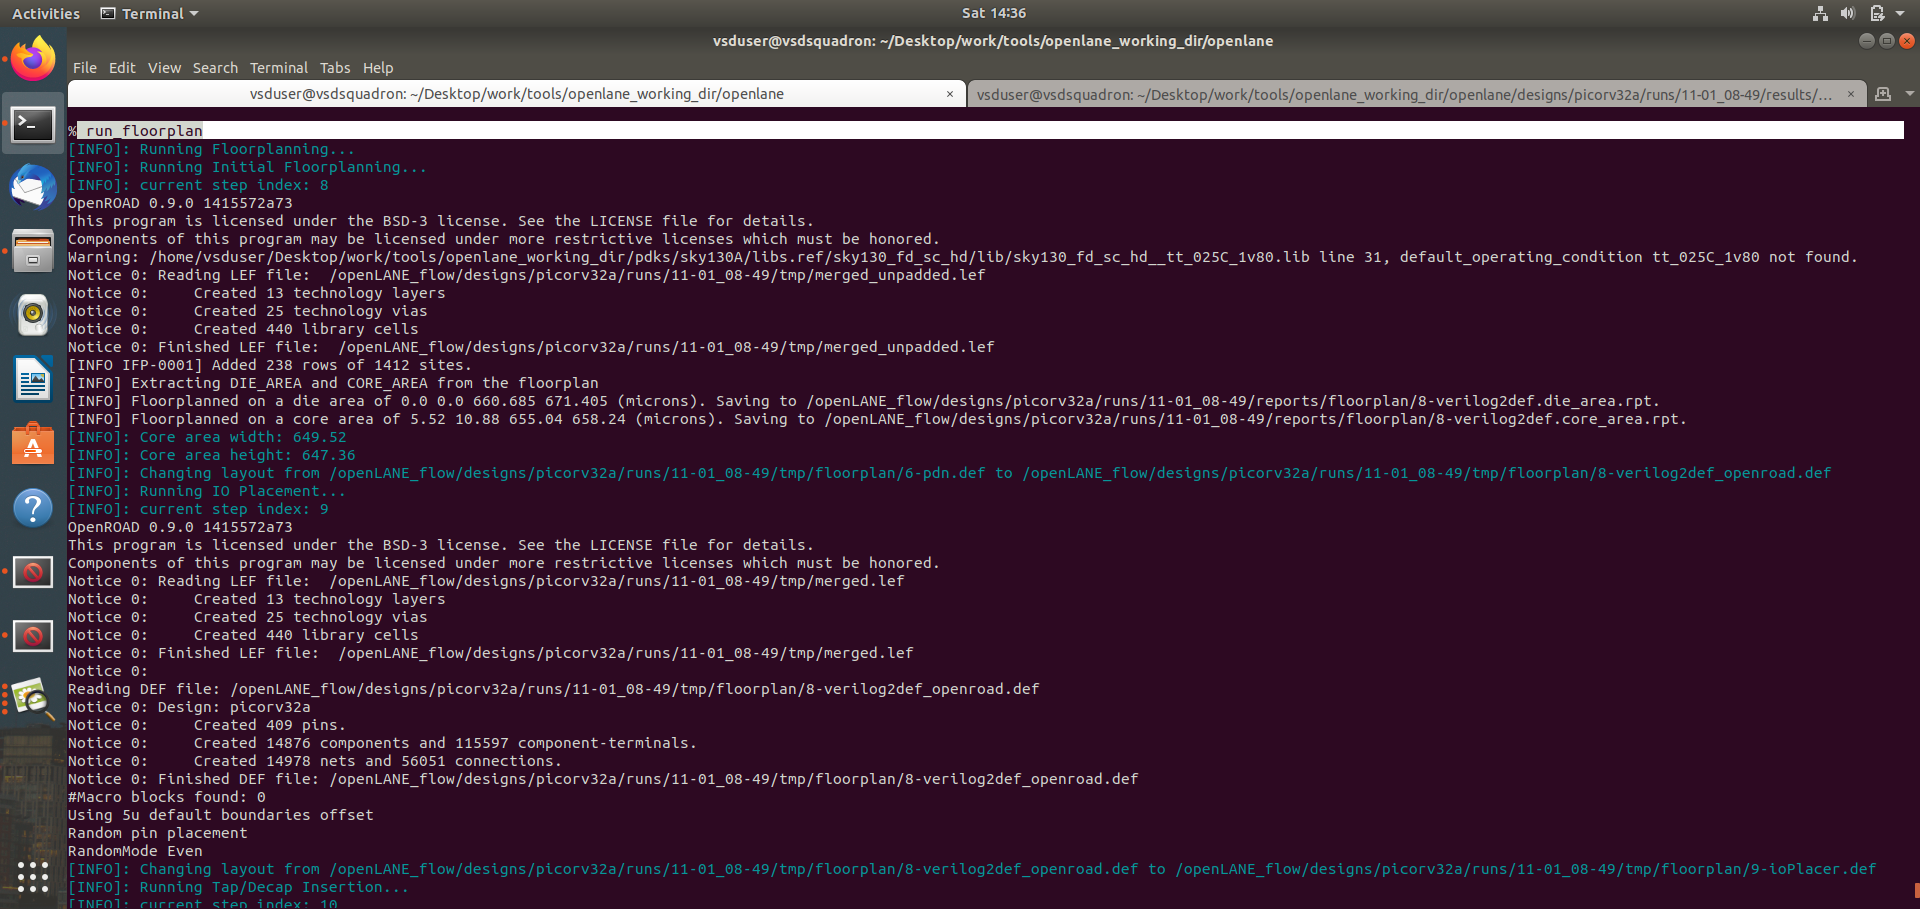 Activities Terminal Sat 14:36
vsduser@vsdsquadron: ~/Desktop/work/tools/openlane_working_dir/openlane
File Edit View Search Terminal Tabs Help
vsduser@vsdsquadron: ~/Desktop/work/tools/openlane_working_dir/openlane × vsduser@vsdsquadron: ~/Desktop/work/tools/openlane_working_dir/openlane/designs/picorv32a/runs/11-01_08-49/results/... ×
% run_floorplan
[INFO]: Running Floorplanning...
[INFO]: Running Initial Floorplanning...
[INFO]: current step index: 8
OpenROAD 0.9.0 1415572a73
This program is licensed under the BSD-3 license. See the LICENSE file for details.
Components of this program may be licensed under more restrictive licenses which must be honored.
Warning: /home/vsduser/Desktop/work/tools/openlane_working_dir/pdks/sky130A/libs.ref/sky130_fd_sc_hd/lib/sky130_fd_sc_hd__tt_025C_1v80.lib line 31, default_operating_condition tt_025C_1v80 not found.
Notice 0: Reading LEF file:  /openLANE_flow/designs/picorv32a/runs/11-01_08-49/tmp/merged_unpadded.lef
Notice 0:     Created 13 technology layers
Notice 0:     Created 25 technology vias
Notice 0:     Created 440 library cells
Notice 0: Finished LEF file:  /openLANE_flow/designs/picorv32a/runs/11-01_08-49/tmp/merged_unpadded.lef
[INFO IFP-0001] Added 238 rows of 1412 sites.
[INFO] Extracting DIE_AREA and CORE_AREA from the floorplan
[INFO] Floorplanned on a die area of 0.0 0.0 660.685 671.405 (microns). Saving to /openLANE_flow/designs/picorv32a/runs/11-01_08-49/reports/floorplan/8-verilog2def.die_area.rpt.
[INFO] Floorplanned on a core area of 5.52 10.88 655.04 658.24 (microns). Saving to /openLANE_flow/designs/picorv32a/runs/11-01_08-49/reports/floorplan/8-verilog2def.core_area.rpt.
[INFO]: Core area width: 649.52
[INFO]: Core area height: 647.36
[INFO]: Changing layout from /openLANE_flow/designs/picorv32a/runs/11-01_08-49/tmp/floorplan/6-pdn.def to /openLANE_flow/designs/picorv32a/runs/11-01_08-49/tmp/floorplan/8-verilog2def_openroad.def
[INFO]: Running IO Placement...
[INFO]: current step index: 9
OpenROAD 0.9.0 1415572a73
This program is licensed under the BSD-3 license. See the LICENSE file for details.
Components of this program may be licensed under more restrictive licenses which must be honored.
Notice 0: Reading LEF file:  /openLANE_flow/designs/picorv32a/runs/11-01_08-49/tmp/merged.lef
Notice 0:     Created 13 technology layers
Notice 0:     Created 25 technology vias
Notice 0:     Created 440 library cells
Notice 0: Finished LEF file:  /openLANE_flow/designs/picorv32a/runs/11-01_08-49/tmp/merged.lef
Notice 0:
Reading DEF file: /openLANE_flow/designs/picorv32a/runs/11-01_08-49/tmp/floorplan/8-verilog2def_openroad.def
Notice 0: Design: picorv32a
Notice 0:     Created 409 pins.
Notice 0:     Created 14876 components and 115597 component-terminals.
Notice 0:     Created 14978 nets and 56051 connections.
Notice 0: Finished DEF file: /openLANE_flow/designs/picorv32a/runs/11-01_08-49/tmp/floorplan/8-verilog2def_openroad.def
#Macro blocks found: 0
Using 5u default boundaries offset
Random pin placement
RandomMode Even
[INFO]: Changing layout from /openLANE_flow/designs/picorv32a/runs/11-01_08-49/tmp/floorplan/8-verilog2def_openroad.def to /openLANE_flow/designs/picorv32a/runs/11-01_08-49/tmp/floorplan/9-ioPlacer.def
[INFO]: Running Tap/Decap Insertion...
[INFO]: current step index: 10